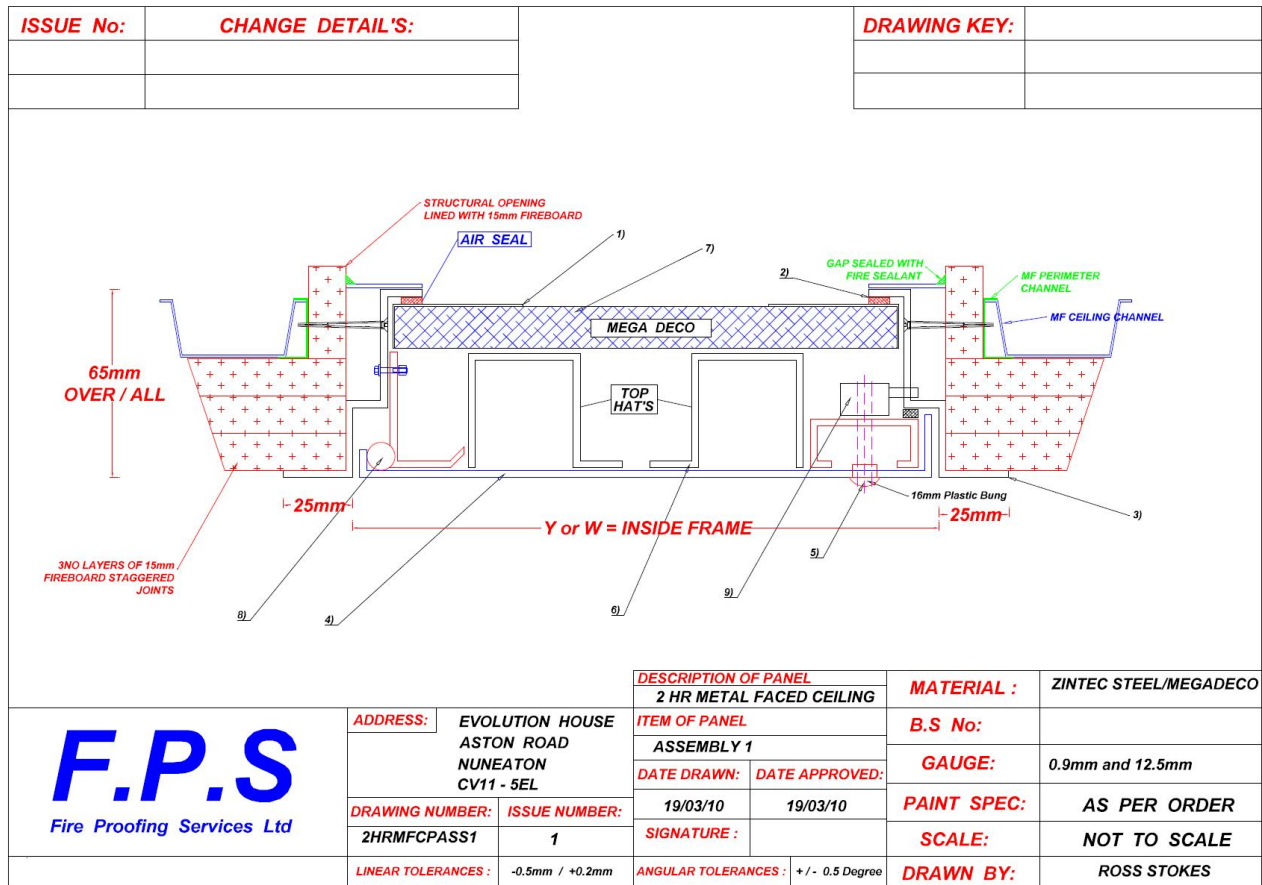 ISSUE No:
CHANGE DETAIL'S:
DRAWING KEY:
STRUCTURAL OPENING
LINED WITH 15mm FIREBOARD
AIR SEAL
1)
7)
2)
GAP SEALED WITH
FIRE SEALANT
MF PERIMETER
CHANNEL
MF CEILING CHANNEL
MEGA DECO
65mm
OVER / ALL
TOP
HAT'S
16mm Plastic Bung
25mm
25mm
Y or W = INSIDE FRAME
3)
5)
3NO LAYERS OF 15mm
FIREBOARD STAGGERED
JOINTS
8)
4)
6)
9)
DESCRIPTION OF PANEL
2 HR METAL FACED CEILING
MATERIAL :
ZINTEC STEEL/MEGADECO
F.P.S
Fire Proofing Services Ltd
ADDRESS:
EVOLUTION HOUSE
ASTON ROAD
NUNEATON
CV11 - 5EL
ITEM OF PANEL
ASSEMBLY 1
B.S No:
DATE DRAWN:
DATE APPROVED:
GAUGE:
0.9mm and 12.5mm
DRAWING NUMBER:
ISSUE NUMBER:
19/03/10
19/03/10
PAINT SPEC:
AS PER ORDER
2HRMFCPASS1
1
SIGNATURE :
SCALE:
NOT TO SCALE
LINEAR TOLERANCES :
-0.5mm / +0.2mm
ANGULAR TOLERANCES :
+ / - 0.5 Degree
DRAWN BY:
ROSS STOKES